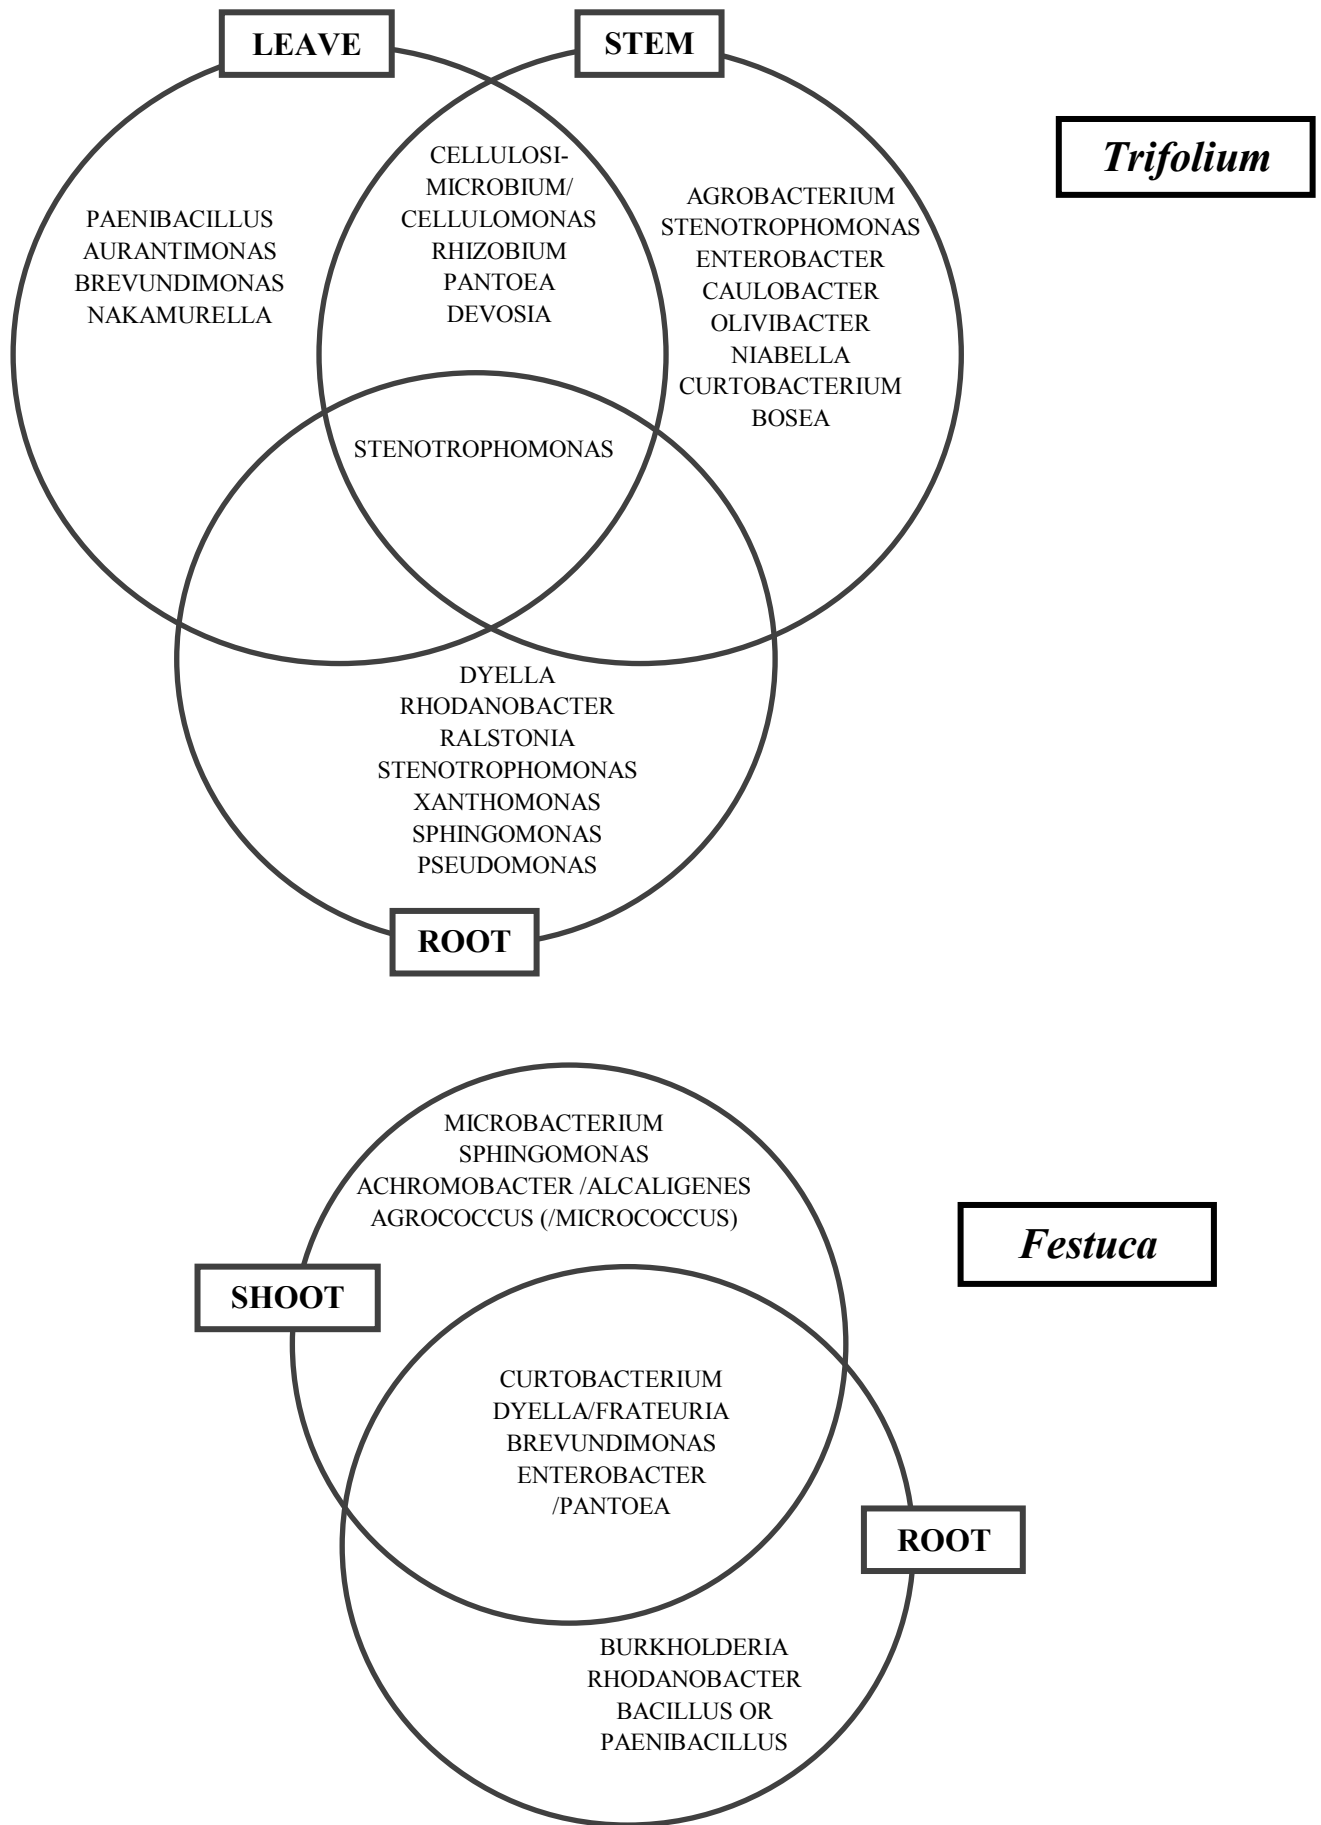 LEAVE
STEM
Trifolium
CELLULOSI-
MICROBIUM/
CELLULOMONAS
RHIZOBIUM
PANTOEA
DEVOSIA
PAENIBACILLUS
AURANTIMONAS
BREVUNDIMONAS
NAKAMURELLA
AGROBACTERIUM
STENOTROPHOMONAS
ENTEROBACTER
CAULOBACTER
OLIVIBACTER
NIABELLA
CURTOBACTERIUM
BOSEA
STENOTROPHOMONAS
DYELLA
RHODANOBACTER
RALSTONIA
STENOTROPHOMONAS
XANTHOMONAS
SPHINGOMONAS
PSEUDOMONAS
ROOT
MICROBACTERIUM
SPHINGOMONAS
ACHROMOBACTER /ALCALIGENES
AGROCOCCUS (/MICROCOCCUS)
Festuca
SHOOT
CURTOBACTERIUM
DYELLA/FRATEURIA
BREVUNDIMONAS
ENTEROBACTER
/PANTOEA
ROOT
BURKHOLDERIA
RHODANOBACTER
BACILLUS OR
PAENIBACILLUS